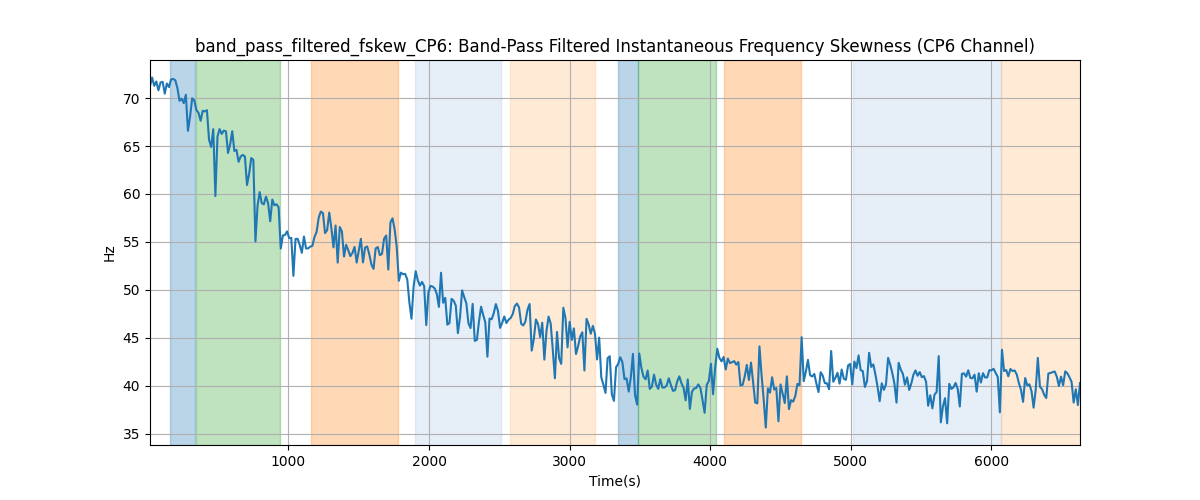 band_pass_filtered_fskew_CP6: Band-Pass Filtered Instantaneous Frequency Skewness (CP6 Channel)
70
65
60
55
50
45
40
35
Hz
1000 2000 3000 4000 5000 6000
Time(s)